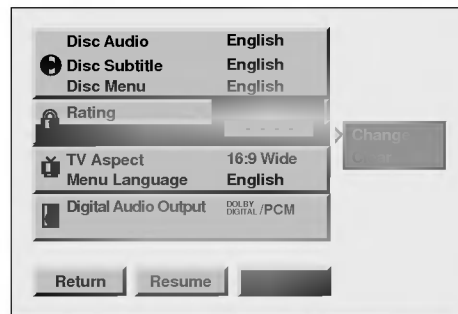 Disc Audio English
Disc Subtitle English
Disc Menu English
Rating
- - - -
Change
TV Aspect 16:9 Wide
Menu Language English
Digital Audio Output DOLBY DIGITAL /PCM
Return Resume